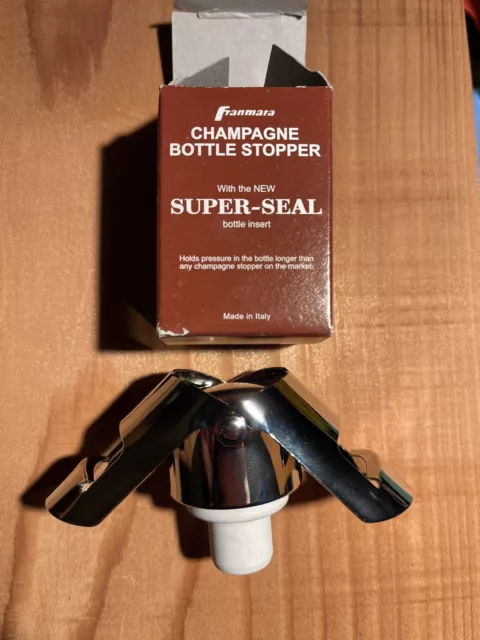 Franmara
CHAMPAGNE
BOTTLE STOPPER
With the NEW
SUPER-SEAL
bottle insert
Holds pressure in the bottle longer than
any champagne stopper on the market.
Made in Italy